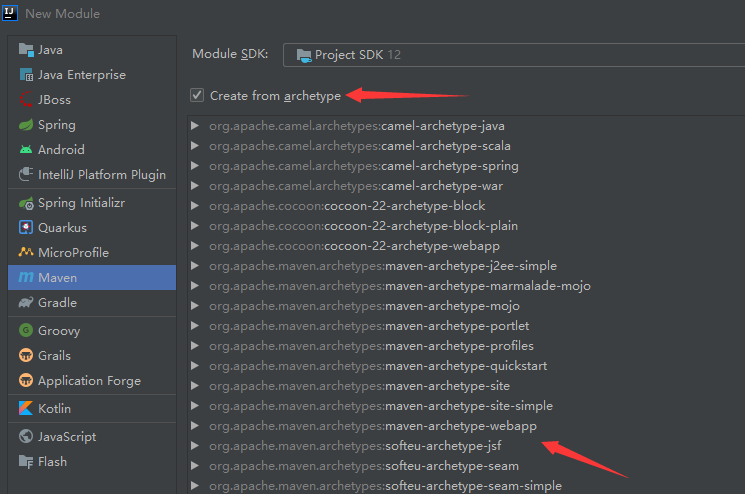 New Module
Java
Java Enterprise
JBoss
Spring
Android
IntelliJ Platform Plugin
Spring Initializr
Quarkus
MicroProfile
Maven
Gradle
Groovy
Grails
Application Forge
Kotlin
JavaScript
Flash
Module SDK: Project SDK 12
Create from archetype
org.apache.camel.archetypes:camel-archetype-java
org.apache.camel.archetypes:camel-archetype-scala
org.apache.camel.archetypes:camel-archetype-spring
org.apache.camel.archetypes:camel-archetype-war
org.apache.cocoon:cocoon-22-archetype-block
org.apache.cocoon:cocoon-22-archetype-block-plain
org.apache.cocoon:cocoon-22-archetype-webapp
org.apache.maven.archetypes:maven-archetype-j2ee-simple
org.apache.maven.archetypes:maven-archetype-marmalade-mojo
org.apache.maven.archetypes:maven-archetype-mojo
org.apache.maven.archetypes:maven-archetype-portlet
org.apache.maven.archetypes:maven-archetype-profiles
org.apache.maven.archetypes:maven-archetype-quickstart
org.apache.maven.archetypes:maven-archetype-site
org.apache.maven.archetypes:maven-archetype-site-simple
org.apache.maven.archetypes:maven-archetype-webapp
org.apache.maven.archetypes:softeu-archetype-jsf
org.apache.maven.archetypes:softeu-archetype-seam
org.apache.maven.archetypes:softeu-archetype-seam-simple